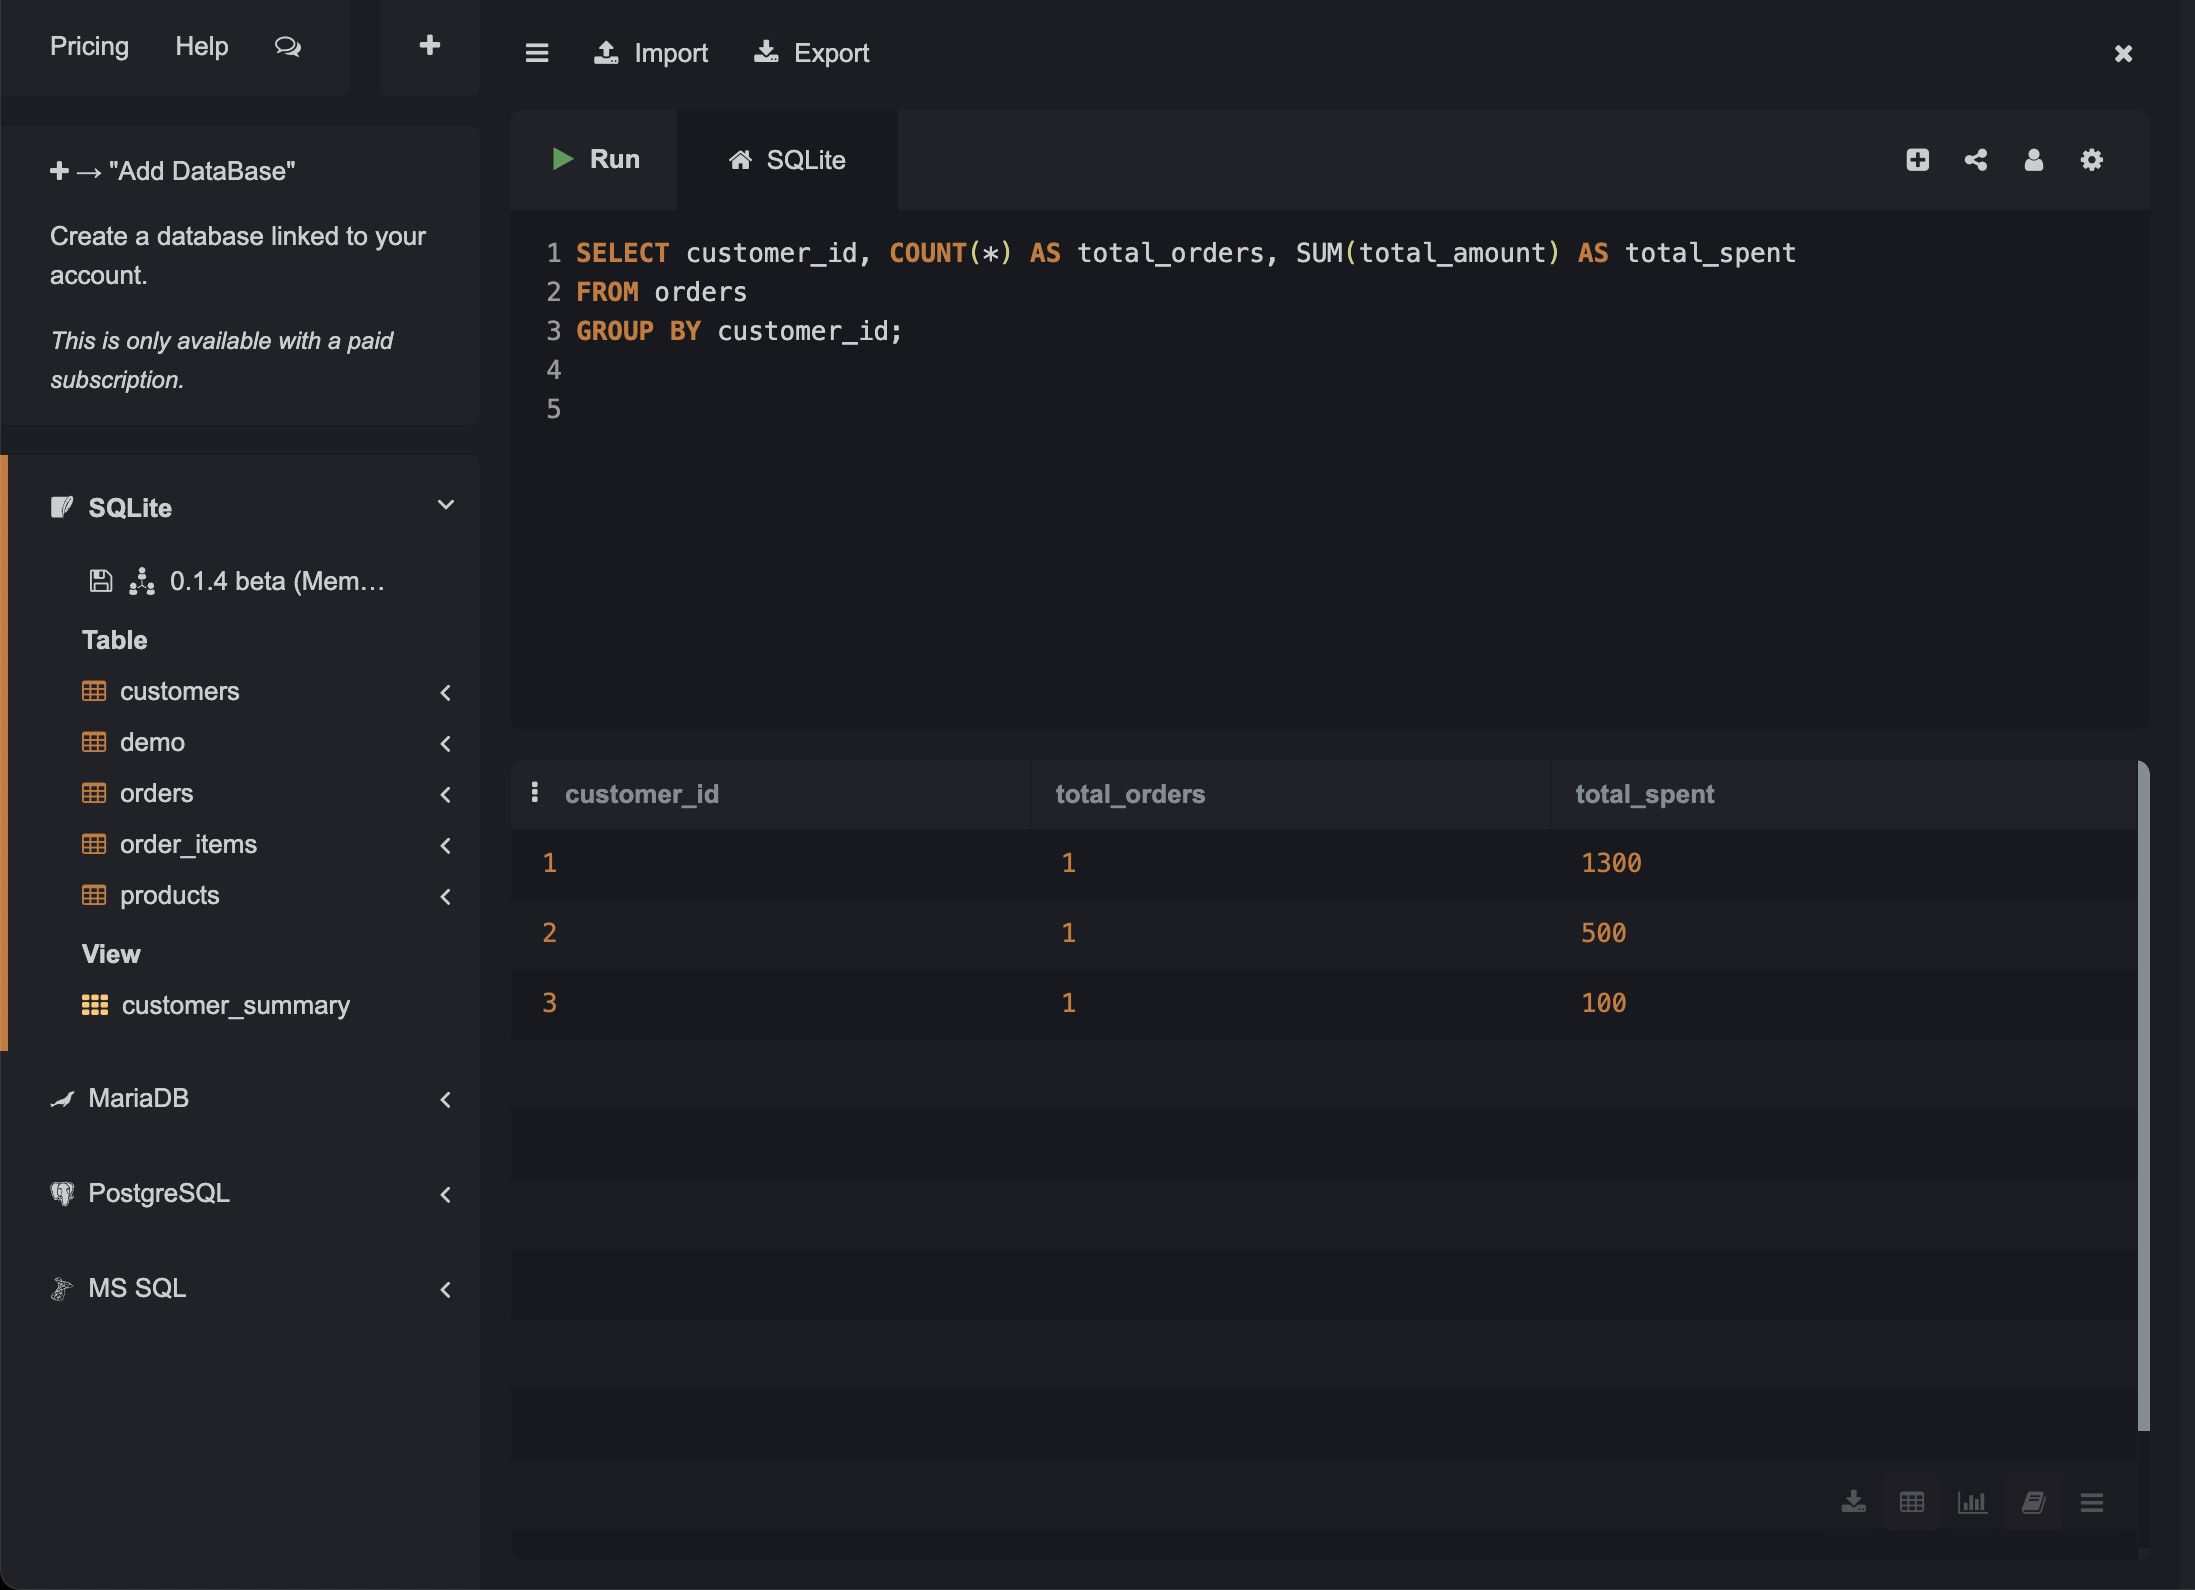 Pricing Help
Import Export
"Add DataBase"
Create a database linked to your
account.
This is only available with a paid
subscription.
SQLite
0.1.4 beta (Mem…
Table
customers
demo
orders
order_items
products
View
customer_summary
MariaDB
PostgreSQL
MS SQL
Run SQLite
1 SELECT customer_id, COUNT(*) AS total_orders, SUM(total_amount) AS total_spent
2 FROM orders
3 GROUP BY customer_id;
4
5
customer_id total_orders total_spent
1 1 1300
2 1 500
3 1 100